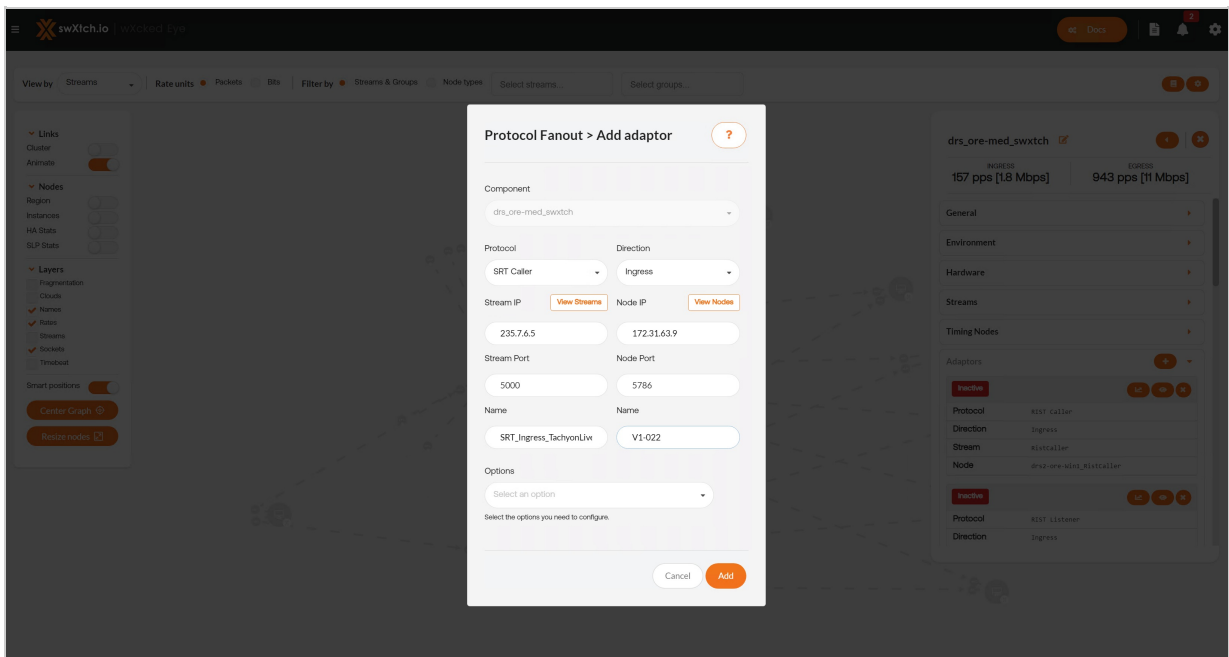 swXtch.io | wXcked Eye
Docs
2
View by Streams
Rate units Packets Bits
Filter by Streams & Groups Node types Select streams... Select groups...
Links
Cluster
Animate
Nodes
Region
Instances
HA Stats
SLP Stats
Layers
Fragmentation
Clouds
Names
Rates
Streams
Sockets
Timebeat
Smart positions
Center Graph
Resize nodes
Protocol Fanout > Add adaptor
?
Component
drs_ore-med_swxtch
Protocol Direction
SRT Caller Ingress
Stream IP View Streams Node IP View Nodes
235.7.6.5 172.31.63.9
Stream Port Node Port
5000 5786
Name Name
SRT_Ingress_TachyonLive V1-022
Options
Select an option
Select the options you need to configure.
Cancel Add
drs_ore-med_swxtch
INGRESS EGRESS
157 pps [1.8 Mbps] 943 pps [11 Mbps]
General
Environment
Hardware
Streams
Timing Nodes
Adaptors
Inactive
Protocol RIST Caller
Direction Ingress
Stream RistCaller
Node
Inactive
Protocol RIST Listener
Direction Ingress